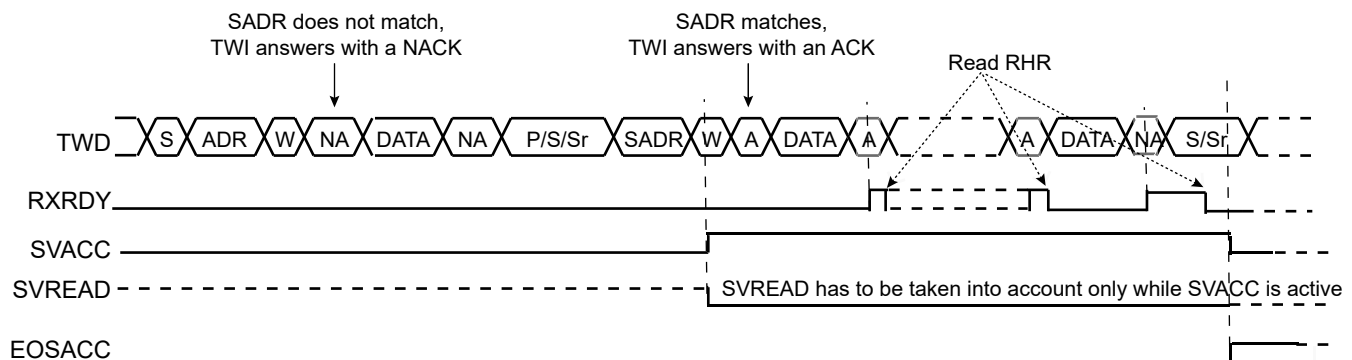 SADR does not match,
TWI answers with a NACK
SADR matches,
TWI answers with an ACK
Read RHR
TWD S ADR W NA DATA NA P/S/Sr SADR W A DATA A A DATA NA S/Sr
RXRDY
SVACC
SVREAD SVREAD has to be taken into account only while SVACC is active
EOSACC